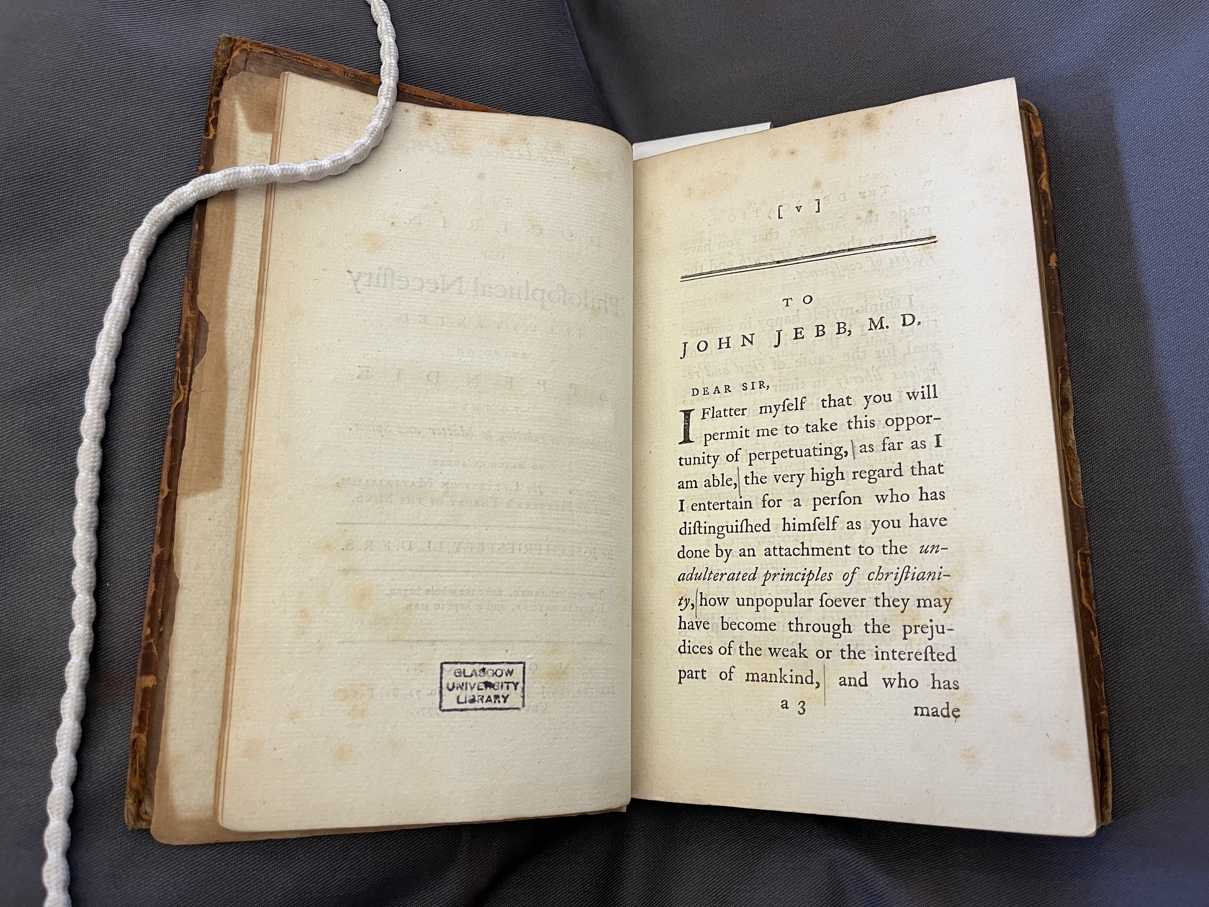 GLASGOW
UNIVERSITY
LIBRARY
[ v ]
TO
JOHN JEBB, M. D.
DEAR SIR,
I Flatter myſelf that you will
permit me to take this oppor-
tunity of perpetuating, as far as I
am able, the very high regard that
I entertain for a perſon who has
diſtinguiſhed himſelf as you have
done by an attachment to the un-
adulterated principles of chriſtiani-
ty, how unpopular ſoever they may
have become through the preju-
dices of the weak or the intereſted
part of mankind, and who has
a 3
made